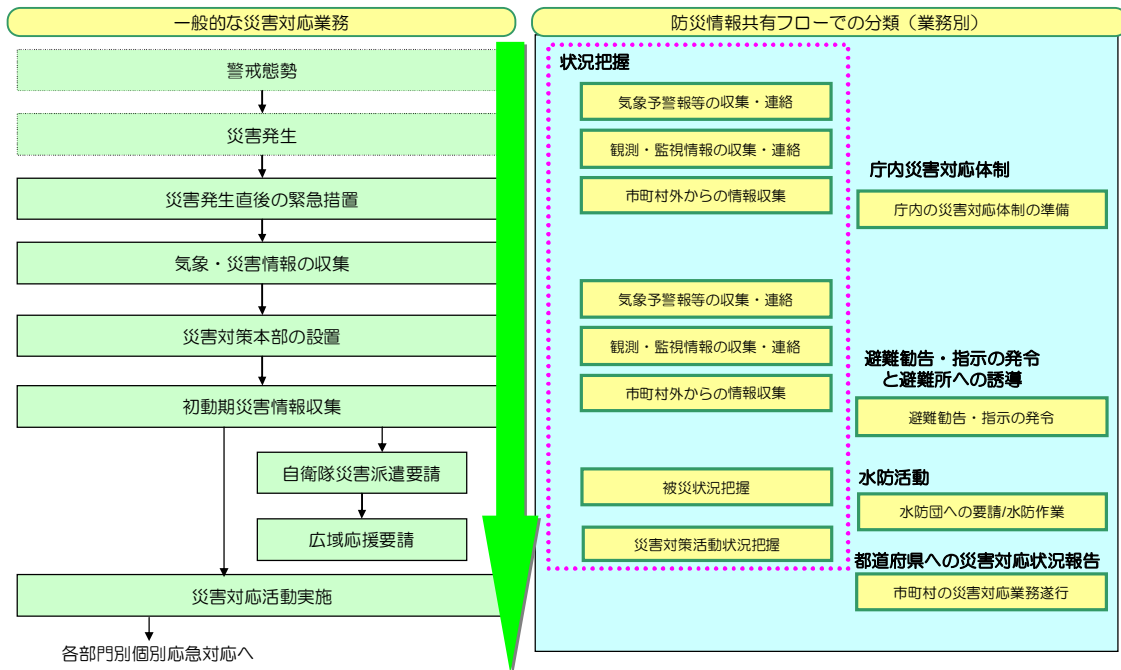 一般的な災害対応業務
警戒態勢
災害発生
災害発生直後の緊急措置
気象・災害情報の収集
災害対策本部の設置
初動期災害情報収集
自衛隊災害派遣要請
広域応援要請
災害対応活動実施
各部門別個別応急対応へ
防災情報共有フローでの分類（業務別）
状況把握
気象予警報等の収集・連絡
観測・監視情報の収集・連絡
市町村外からの情報収集
気象予警報等の収集・連絡
観測・監視情報の収集・連絡
市町村外からの情報収集
被災状況把握
災害対策活動状況把握
庁内災害対応体制
庁内の災害対応体制の準備
避難勧告・指示の発令
と避難所への誘導
避難勧告・指示の発令
水防活動
水防団への要請/水防作業
都道府県への災害対応状況報告
市町村の災害対応業務遂行